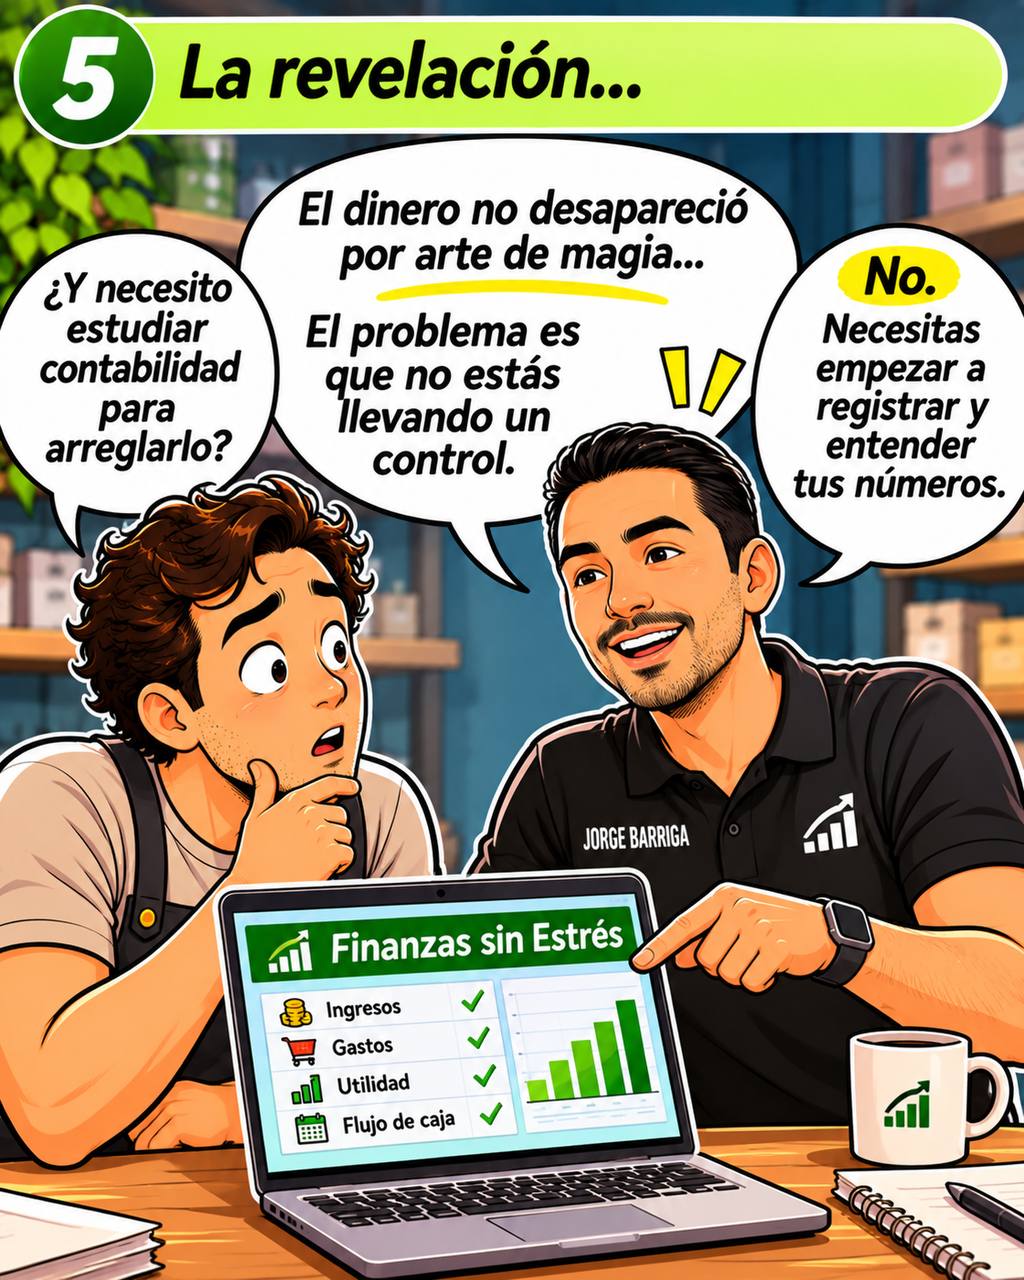 5
La revelación...
¿Y necesito
estudiar
contabilidad
para
arreglarlo?
El dinero no desapareció
por arte de magia...
El problema es
que no estás
llevando un
control.
No.
Necesitas
empezar a
registrar y
entender
tus números.
JORGE BARRIGA
Finanzas sin Estrés
Ingresos
Gastos
Utilidad
Flujo de caja